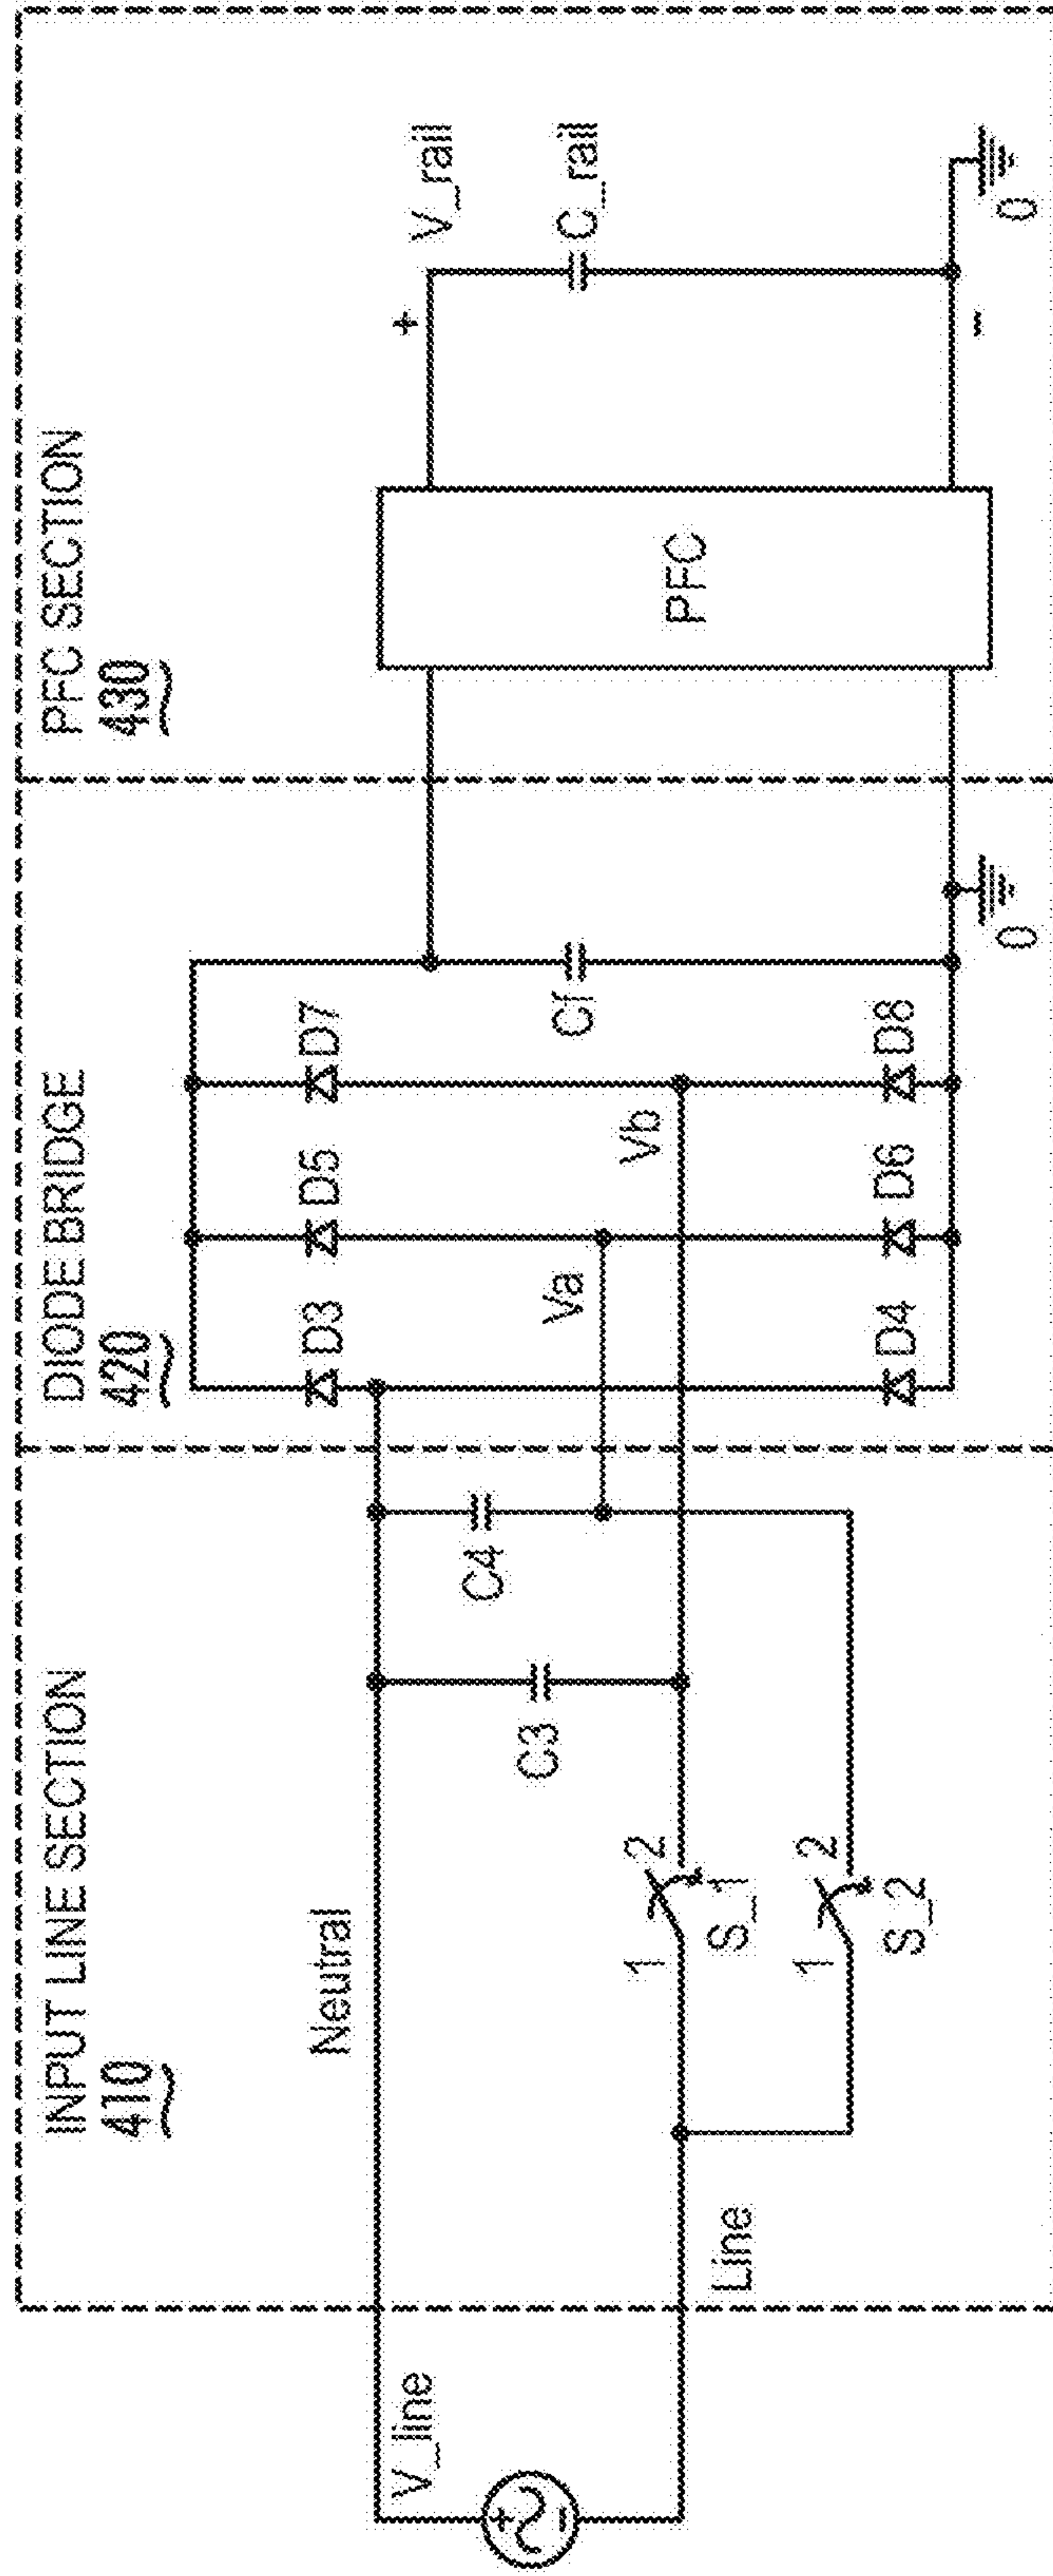 INPUT LINE SECTION
410
DIODE BRIDGE
420
PFC SECTION
430
V_line
+
-
Neutral
Line
1
2
S_1
1
2
S_2
C3
C4
D3
D5
D7
Va
Vb
D4
D6
D8
Cf
0
PFC
+
V_rail
C_rail
-
0